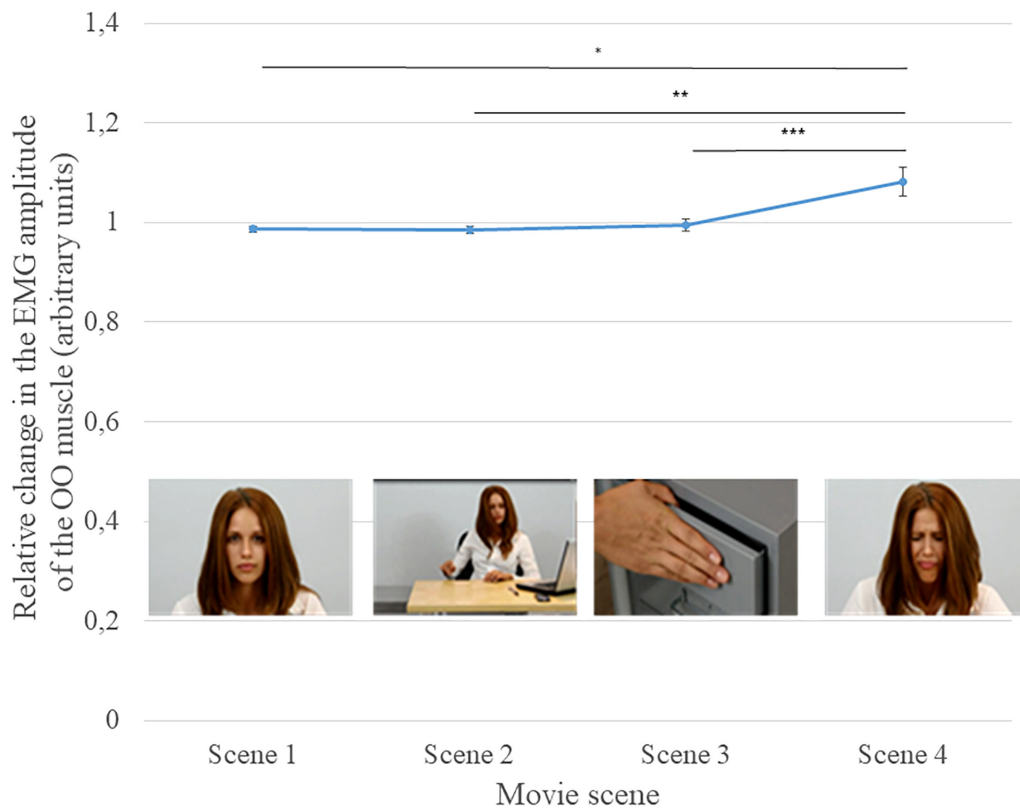 1,4
*
1,2
**
***
1
0,8
0,6
0,4
0,2
0
Relative change in the EMG amplitude
of the OO muscle (arbitrary units)
Scene 1 Scene 2 Scene 3 Scene 4
Movie scene